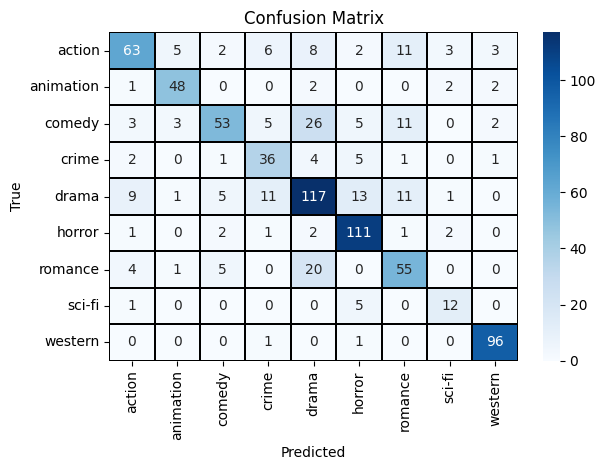 Confusion Matrix
True
action 63 5 2 6 8 2 11 3 3
animation 1 48 0 0 2 0 0 2 2
comedy 3 3 53 5 26 5 11 0 2
crime 2 0 1 36 4 5 1 0 1
drama 9 1 5 11 117 13 11 1 0
horror 1 0 2 1 2 111 1 2 0
romance 4 1 5 0 20 0 55 0 0
sci-fi 1 0 0 0 0 5 0 12 0
western 0 0 0 1 0 1 0 0 96
action animation comedy crime drama horror romance sci-fi western
Predicted
100
80
60
40
20
0